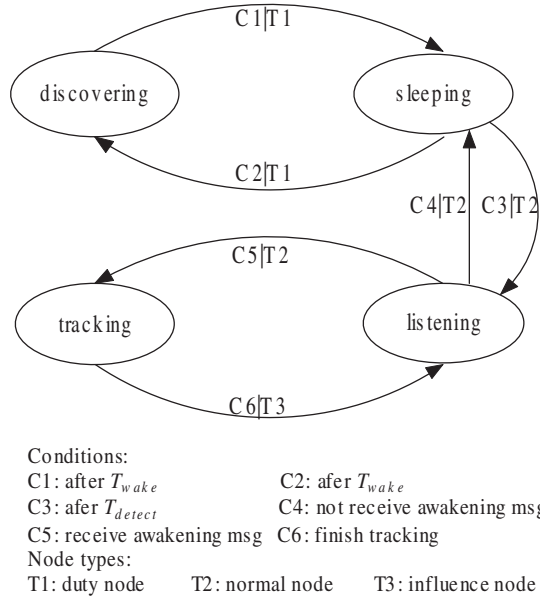 C1|T1
discovering
sleeping
C2|T1
C4|T2
C3|T2
C5|T2
tracking
listening
C6|T3
Conditions:
C1: after T_wake C2: afer T_wake
C3: afer T_detect C4: not receive awakening msg
C5: receive awakening msg C6: finish tracking
Node types:
T1: duty node T2: normal node T3: influence node